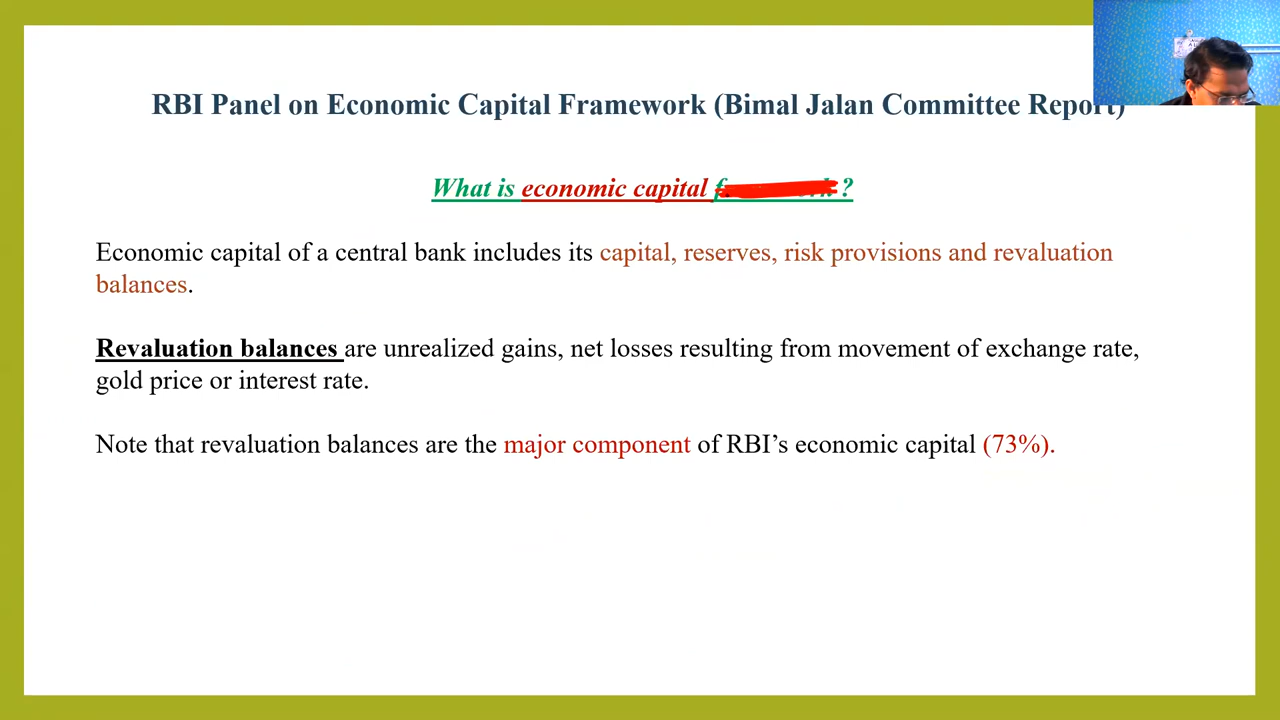 RBI Panel on Economic Capital Framework (Bimal Jalan Committee Report)
What is economic capital ?
Economic capital of a central bank includes its capital, reserves, risk provisions and revaluation
balances.
Revaluation balances are unrealized gains, net losses resulting from movement of exchange rate,
gold price or interest rate.
Note that revaluation balances are the major component of RBI’s economic capital (73%).